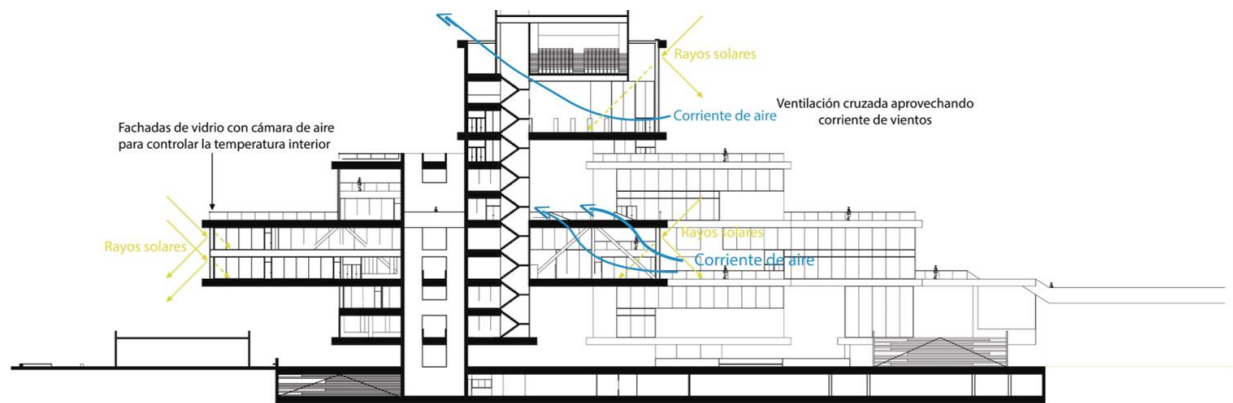 Rayos solares
Corriente de aire
Ventilación cruzada aprovechando
corriente de vientos
Fachadas de vidrio con cámara de aire
para controlar la temperatura interior
Rayos solares
Rayos solares
Corriente de aire